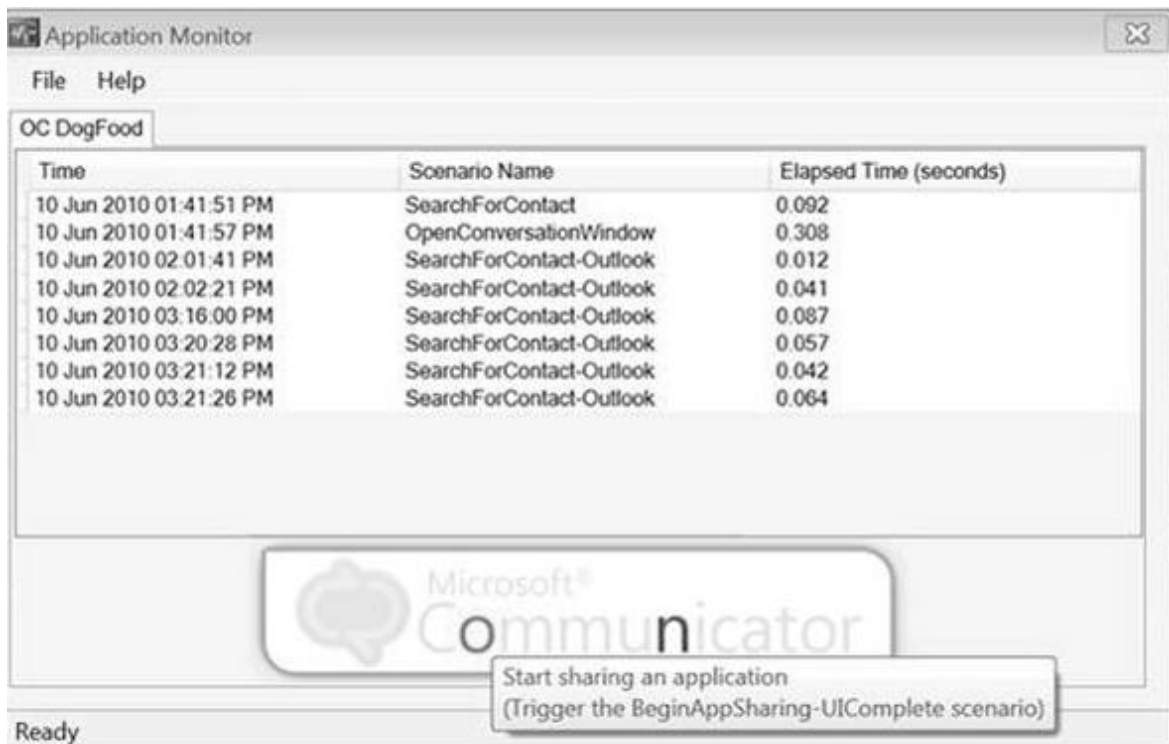 Application Monitor
File Help
OC DogFood
Time Scenario Name Elapsed Time (seconds)
10 Jun 2010 01:41:51 PM SearchForContact 0.092
10 Jun 2010 01:41:57 PM OpenConversationWindow 0.308
10 Jun 2010 02:01:41 PM SearchForContact-Outlook 0.012
10 Jun 2010 02:02:21 PM SearchForContact-Outlook 0.041
10 Jun 2010 03:16:00 PM SearchForContact-Outlook 0.087
10 Jun 2010 03:20:28 PM SearchForContact-Outlook 0.057
10 Jun 2010 03:21:12 PM SearchForContact-Outlook 0.042
10 Jun 2010 03:21:26 PM SearchForContact-Outlook 0.064
Microsoft®
Communicator
Start sharing an application
(Trigger the BeginAppSharing-UIComplete scenario)
Ready